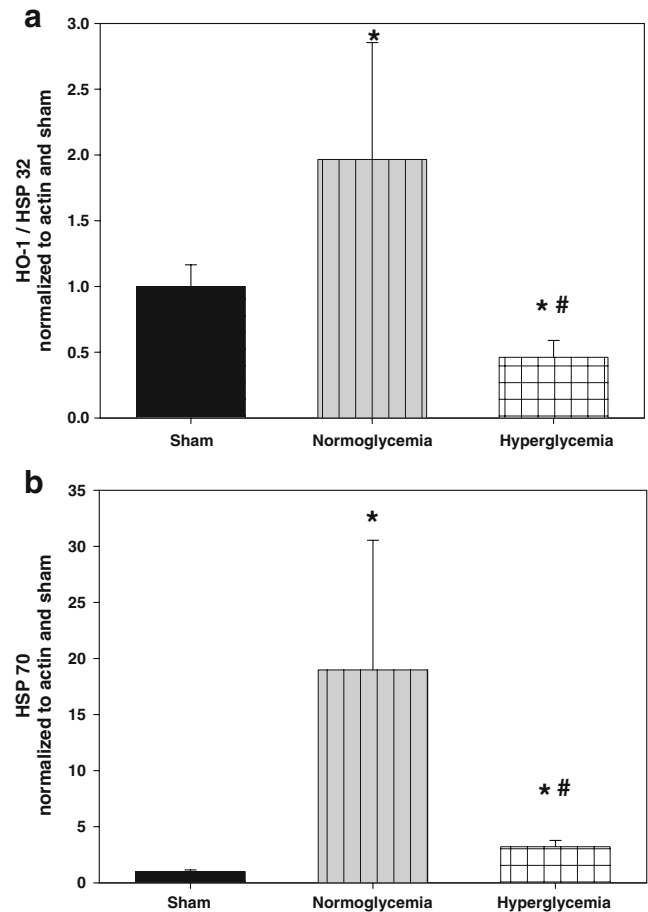 a
HO-1 / HSP 32
normalized to actin and sham
3.0
2.5
2.0
1.5
1.0
0.5
0.0
*
* #
Sham Normoglycemia Hyperglycemia
b
HSP 70
normalized to actin and sham
35
30
25
20
15
10
5
0
*
* #
Sham Normoglycemia Hyperglycemia